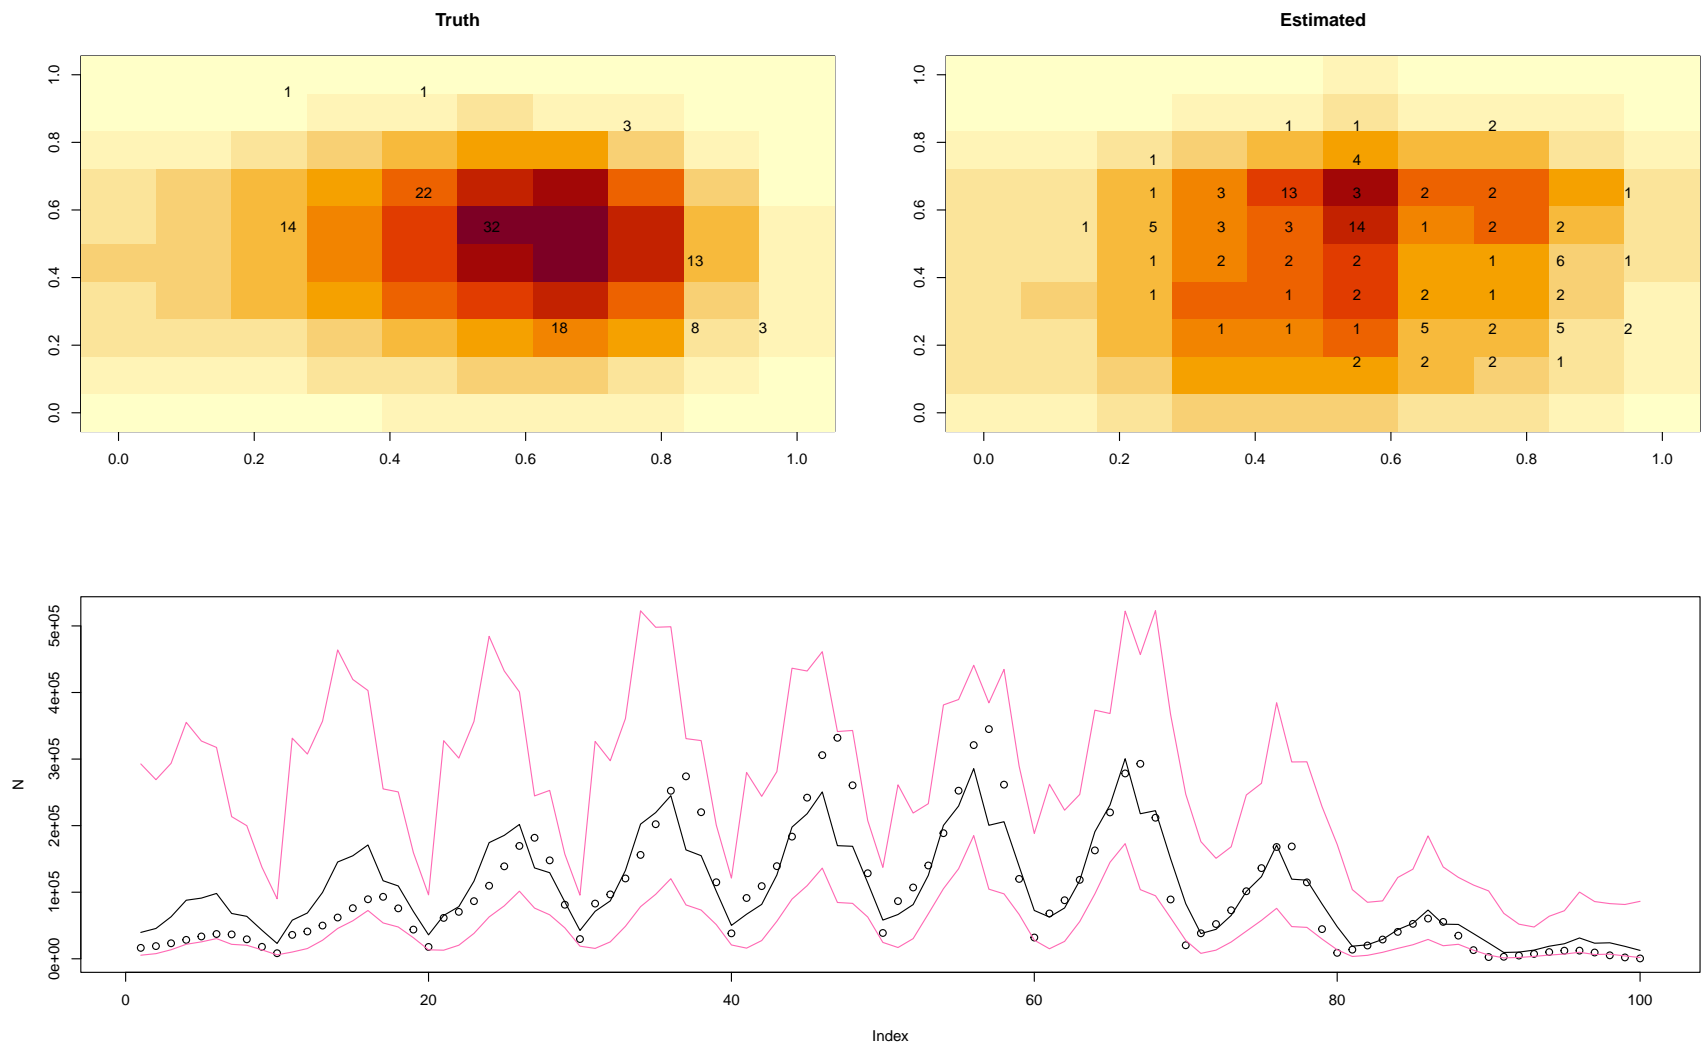 Truth
1.0
0.8
0.6
0.4
0.2
0.0
1 1
3
22
14 32
13
18 8 3
0.0 0.2 0.4 0.6 0.8 1.0
Estimated
1.0
0.8
0.6
0.4
0.2
0.0
1 1 2
1 4
1 3 13 3 2 2 1
1 5 3 3 14 1 2 2
1 2 2 2 1 6 1
1 1 2 2 1 2
1 1 1 5 2 5 2
2 2 2 1
0.0 0.2 0.4 0.6 0.8 1.0
N
5e+05
4e+05
3e+05
2e+05
1e+05
0e+00
0 20 40 60 80 100
Index